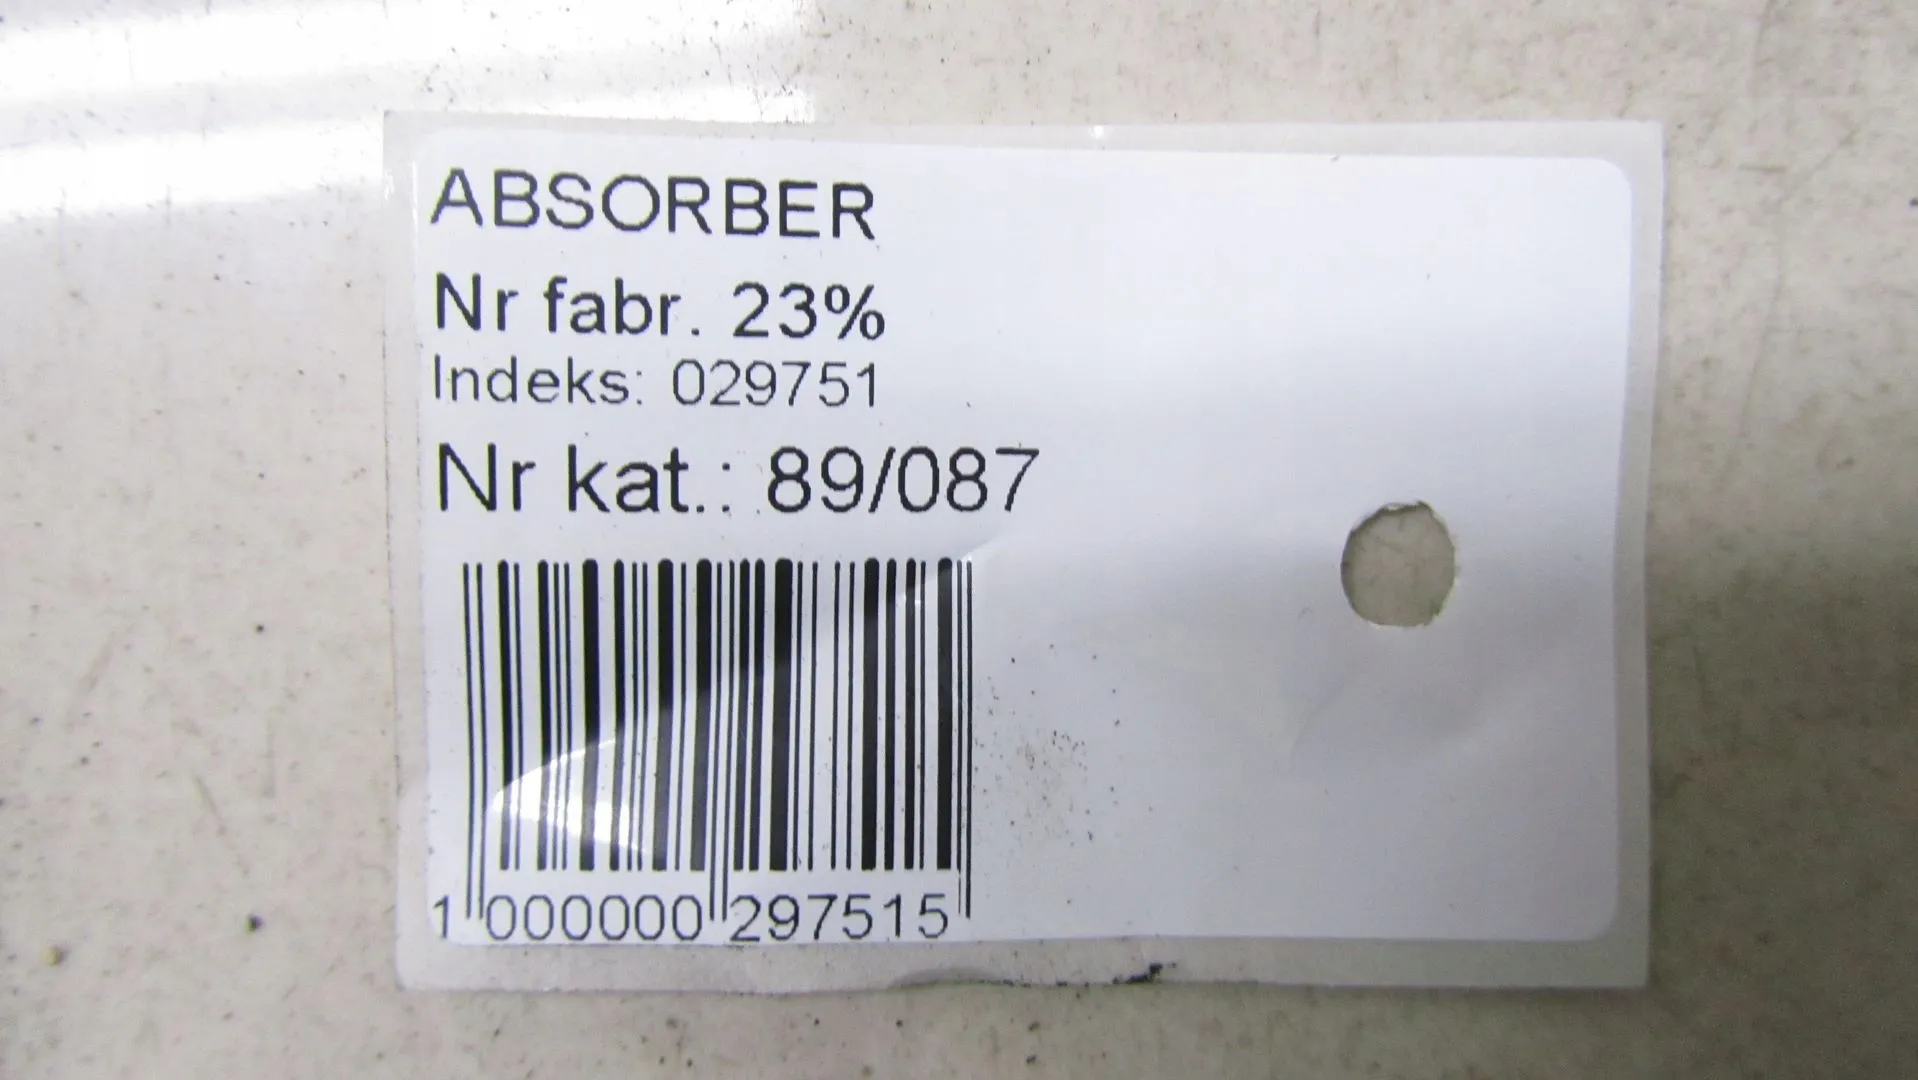 ABSORBER
Nr fabr. 23%
Indeks: 029751
Nr kat.: 89/087
1 000000 297515